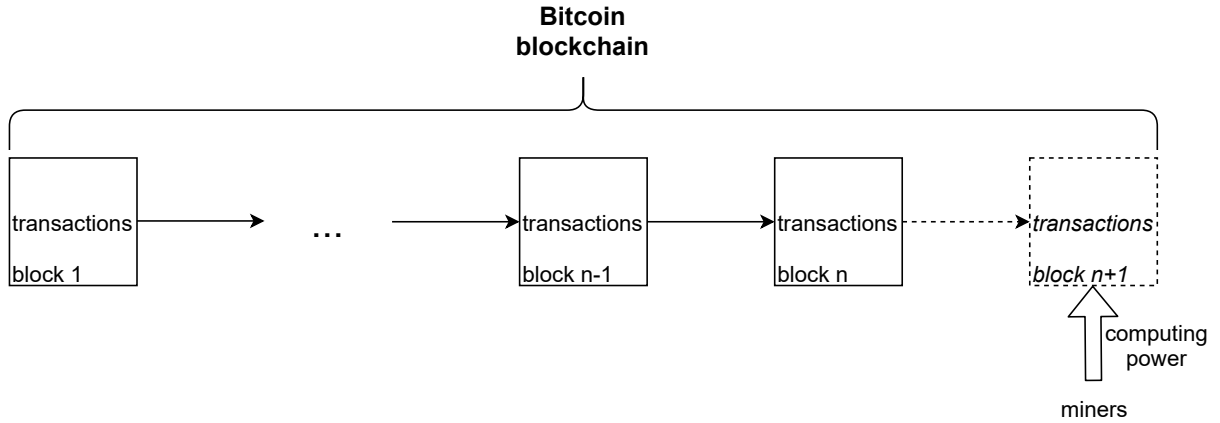 Bitcoin
blockchain
transactions
...
transactions
transactions
transactions
block 1
block n-1
block n
block n+1
computing
power
miners